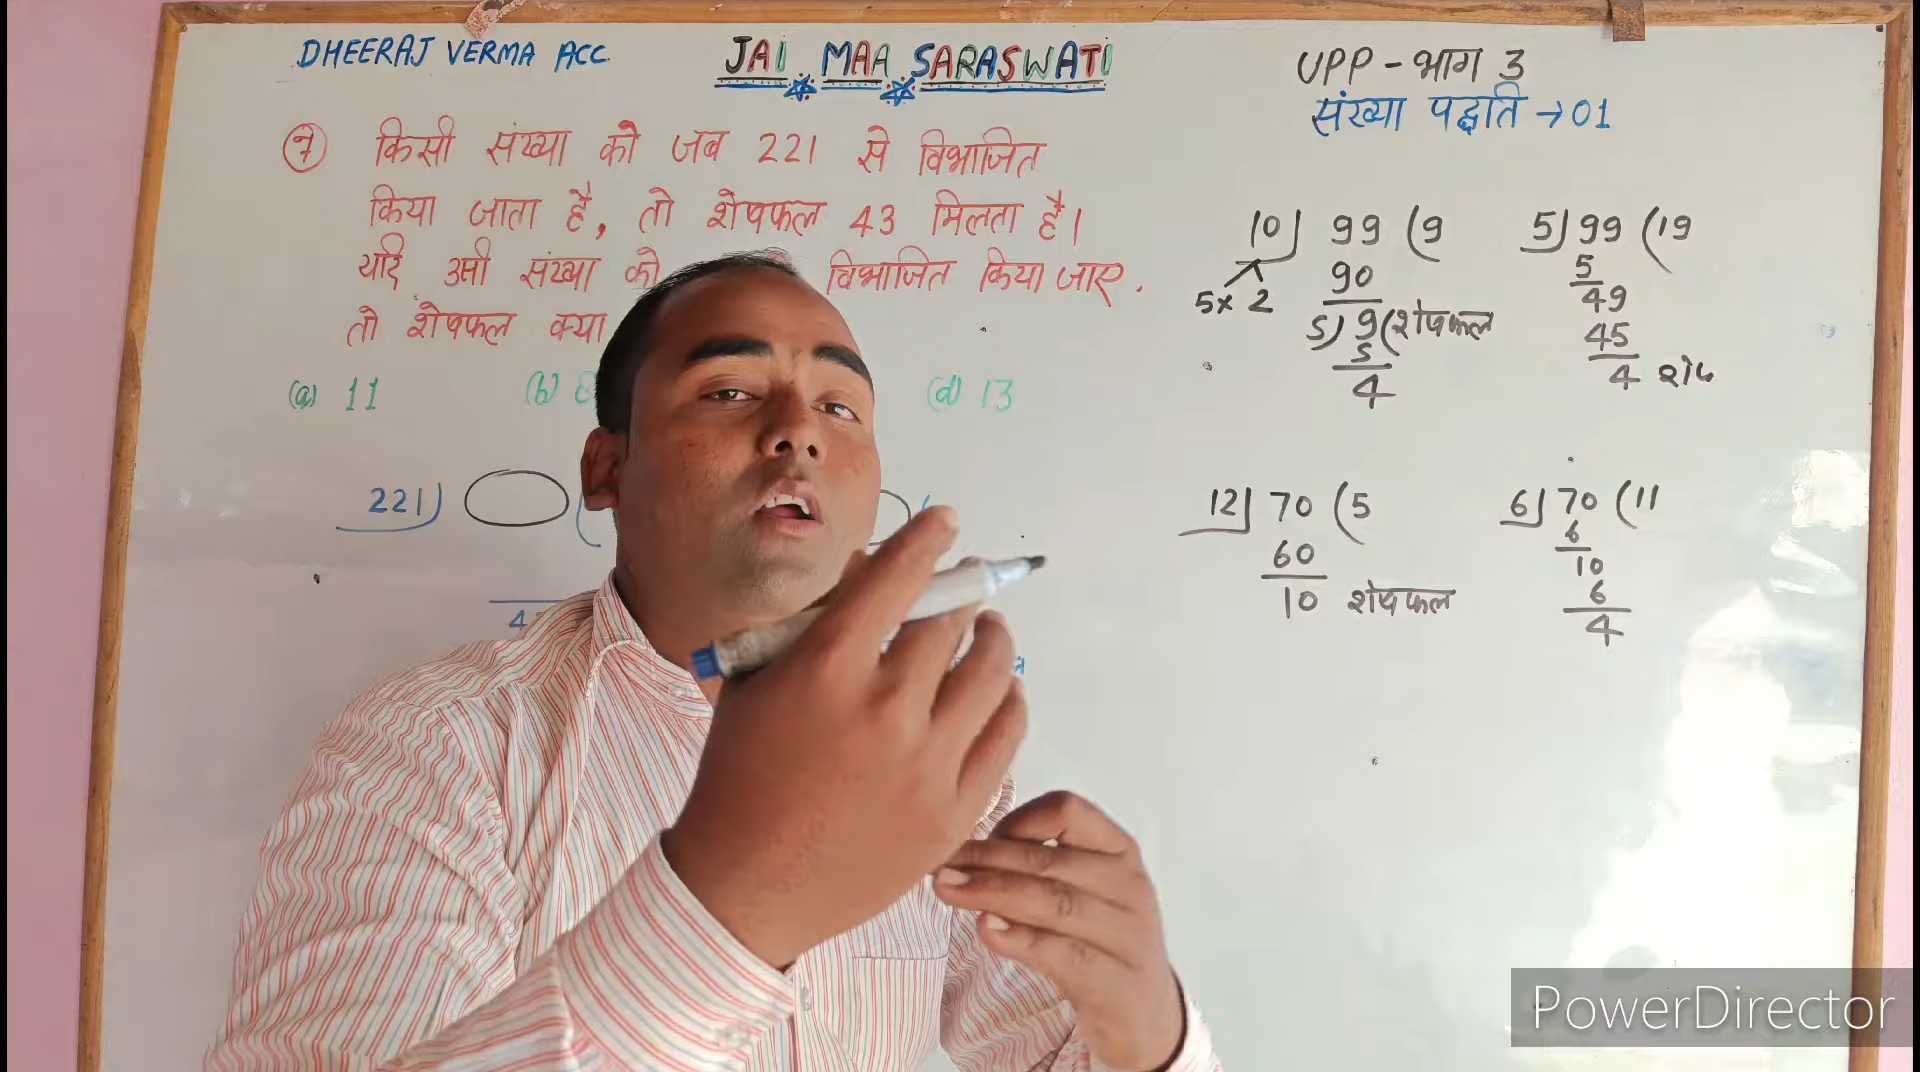 DHEERAJ VERMA ACC
JAI MAA SARASWATI
UPP - भाग 3
संख्या पद्धति → 01
7 किसी संख्या को जब 221 से विभाजित
किया जाता है, तो शेषफल 43 मिलता है।
यदि उसी संख्या को विभाजित किया जाए.
तो शेषफल क्या
(a) 11 (b) (d) 13
221)
10) 99 (9
5 x 2
90
5) 9 (शेषफल
5
4
5) 99 (19
5
49
45
4 शेष
12) 70 (5
60
10 शेषफल
6) 70 (11
6
10
6
4
PowerDirector